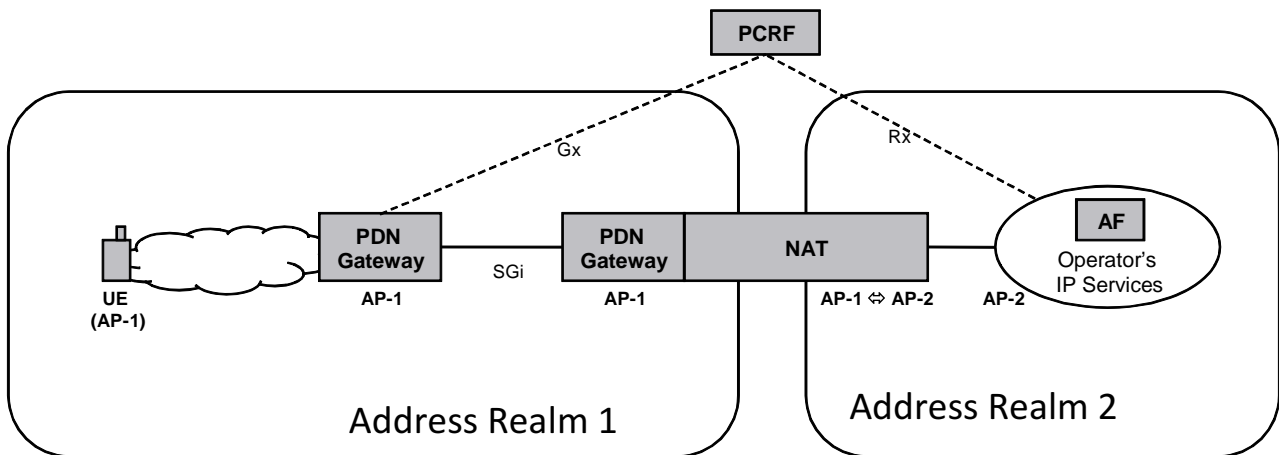 PCRF
Gx
Rx
PDN
Gateway
PDN
Gateway
NAT
AF
SGi
Operator's
IP Services
UE
(AP-1)
AP-1
AP-1
AP-1 ⇔ AP-2
AP-2
Address Realm 1
Address Realm 2